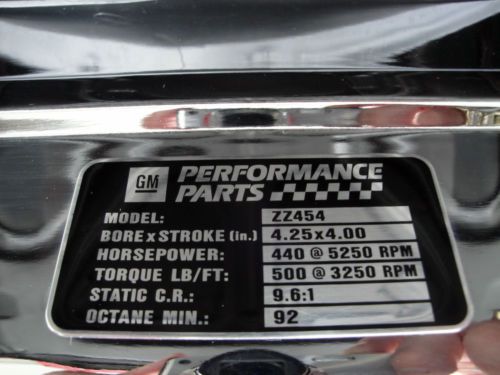 GM PERFORMANCE
PARTS
MODEL: ZZ454
BORE x STROKE (in.) 4.25x4.00
HORSEPOWER: 440 @ 5250 RPM
TORQUE LB/FT: 500 @ 3250 RPM
STATIC C.R.: 9.6:1
OCTANE MIN.: 92